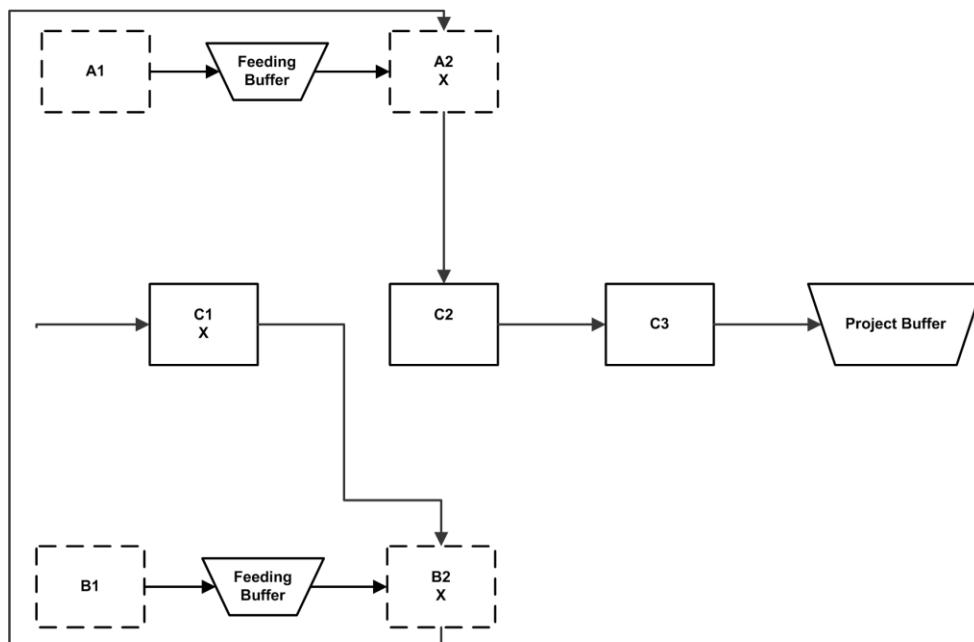 A1
Feeding
Buffer
A2
X
C1
X
C2
C3
Project Buffer
B1
Feeding
Buffer
B2
X